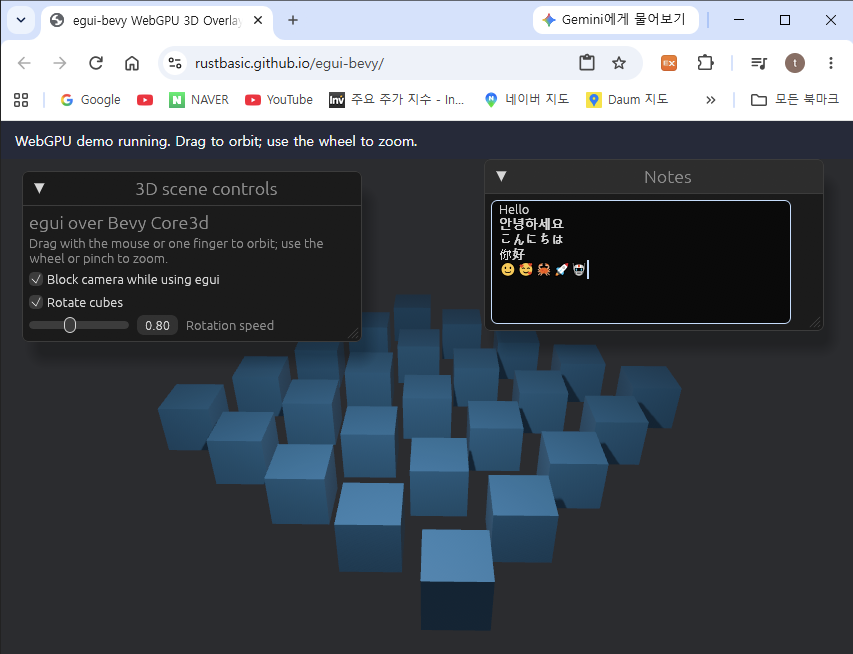 egui-bevy WebGPU 3D Overlay
Gemini에게 물어보기
rustbasic.github.io/egui-bevy/
Google
NAVER
YouTube
Inv 주요 주가 지수 - In...
네이버 지도
Daum 지도
모든 북마크
WebGPU demo running. Drag to orbit; use the wheel to zoom.
3D scene controls
egui over Bevy Core3d
Drag with the mouse or one finger to orbit; use the
wheel or pinch to zoom.
Block camera while using egui
Rotate cubes
0.80 Rotation speed
Notes
Hello
안녕하세요
こんにちは
你好
🙂 🥰 🦀 🚀